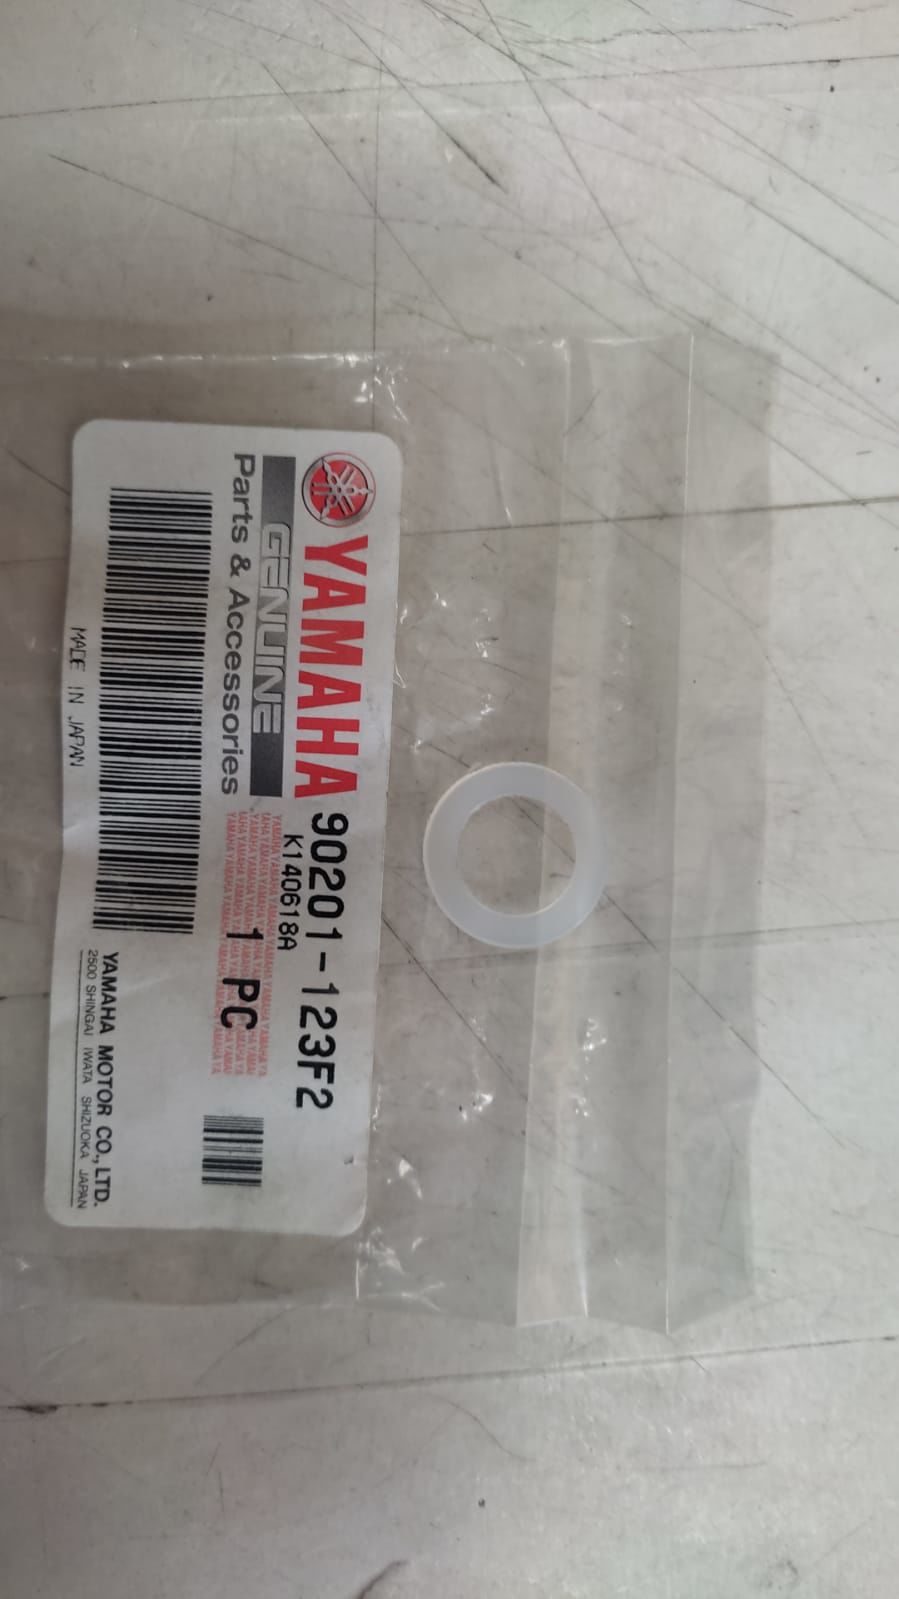 YAMAHA
GENUINE
Parts & Accessories
90201-123F2
K140618A
1 PC
MADE IN JAPAN
YAMAHA MOTOR CO., LTD.
2500 SHINGAI IWATA SHIZUOKA JAPAN